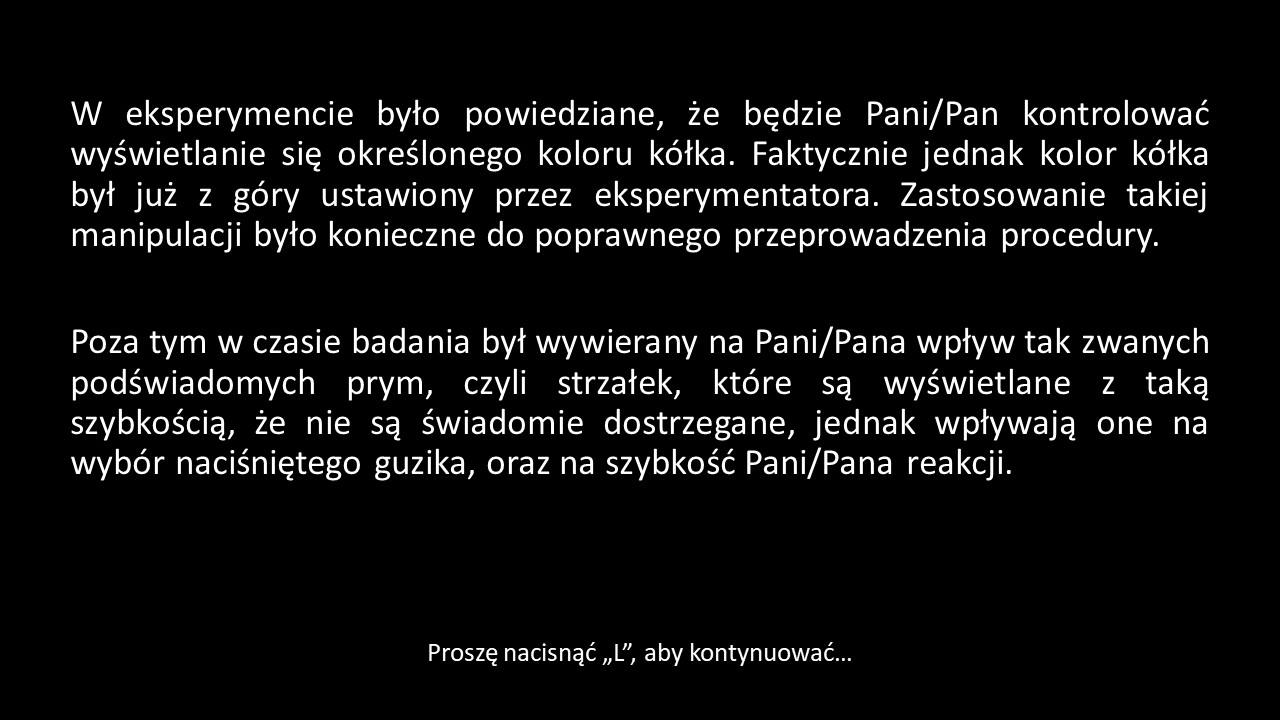 W eksperymencie było powiedziane, że będzie Pani/Pan kontrolować
wyświetlanie się określonego koloru kółka. Faktycznie jednak kolor kółka
był już z góry ustawiony przez eksperymentatora. Zastosowanie takiej
manipulacji było konieczne do poprawnego przeprowadzenia procedury.
Poza tym w czasie badania był wywierany na Pani/Pana wpływ tak zwanych
podświadomych prym, czyli strzałek, które są wyświetlane z taką
szybkością, że nie są świadomie dostrzegane, jednak wpływają one na
wybór naciśniętego guzika, oraz na szybkość Pani/Pana reakcji.
Proszę nacisnąć „L”, aby kontynuować…